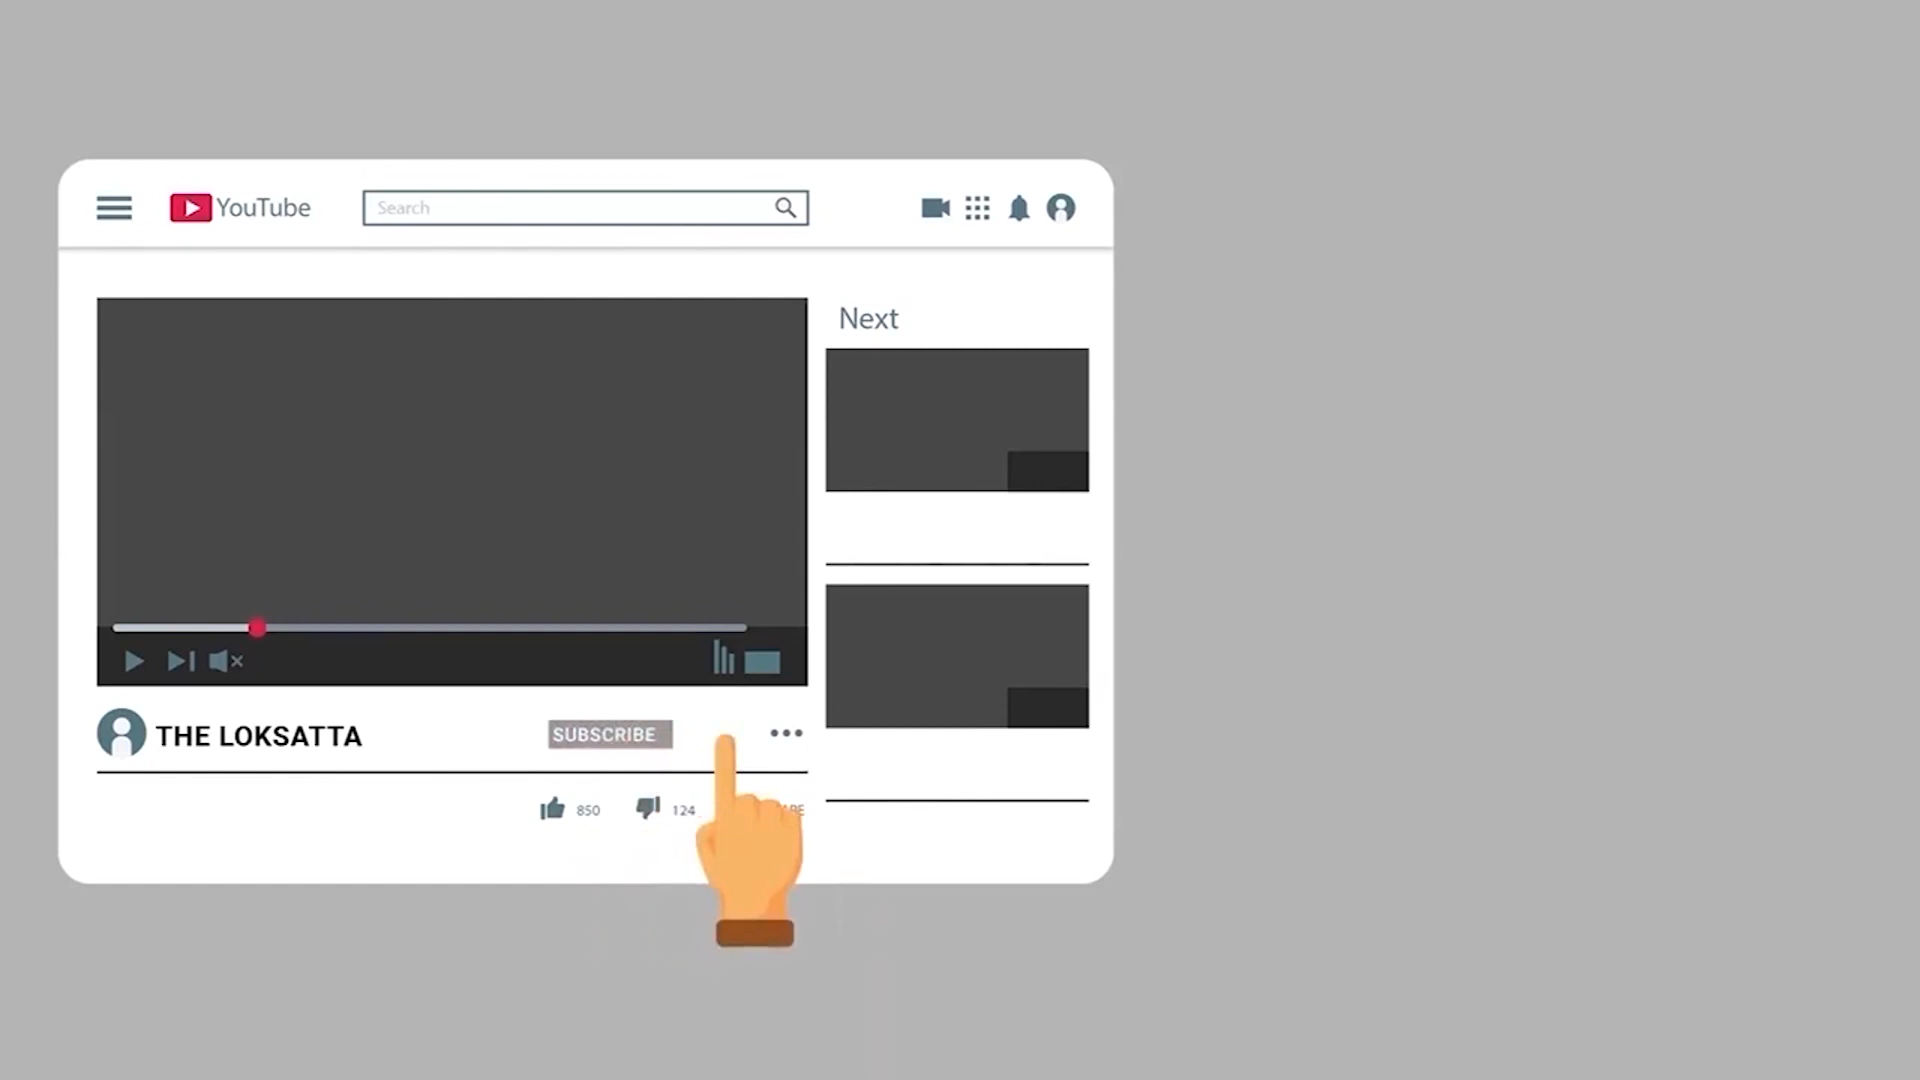 YouTube
Search
Next
THE LOKSATTA
SUBSCRIBE
850
124